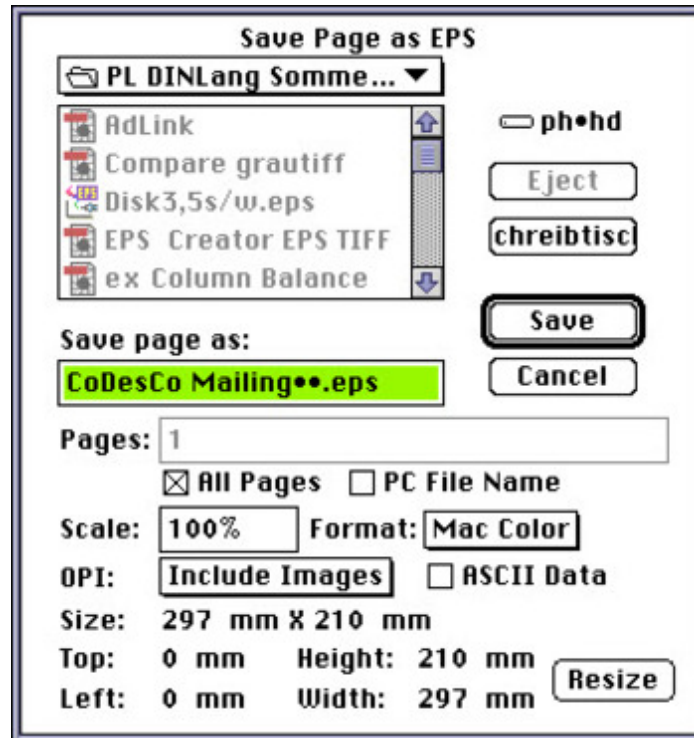 Save Page as EPS
PL DINLang Somme...
AdLink
Compare grautiff
Disk3,5s/w.eps
EPS Creator EPS TIFF
ex Column Balance
ph•hd
Eject
chreibtisc
Save
Cancel
Save page as:
CoDesCo Mailing••.eps
Pages: 1
All Pages PC File Name
Scale: 100% Format: Mac Color
OPI: Include Images ASCII Data
Size: 297 mm X 210 mm
Top: 0 mm Height: 210 mm
Left: 0 mm Width: 297 mm
Resize